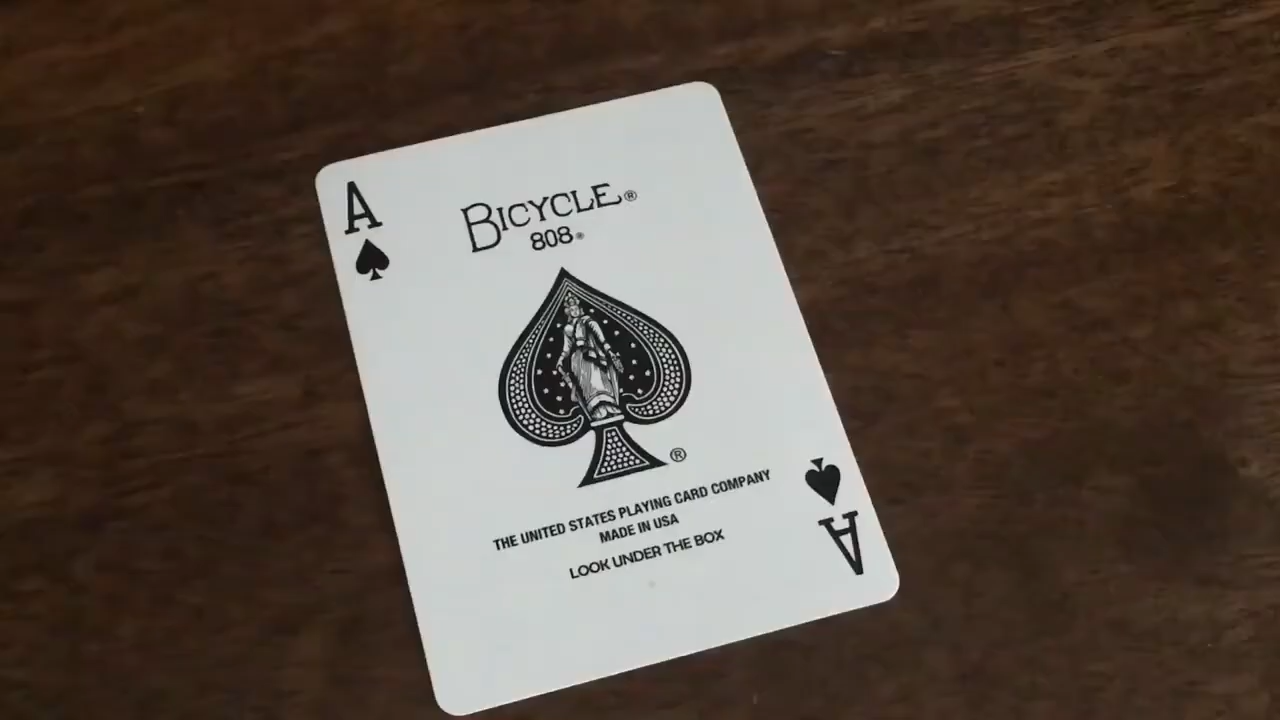 A
BICYCLE®
808®
®
THE UNITED STATES PLAYING CARD COMPANY
MADE IN USA
LOOK UNDER THE BOX
A